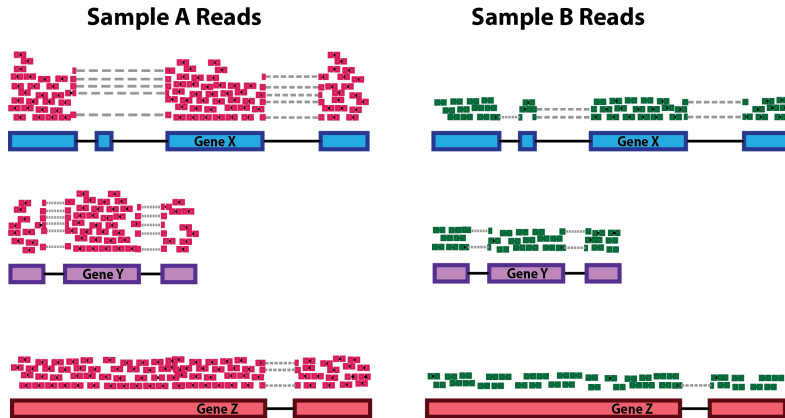 Sample A Reads
Sample B Reads
Gene X
Gene X
Gene Y
Gene Y
Gene Z
Gene Z